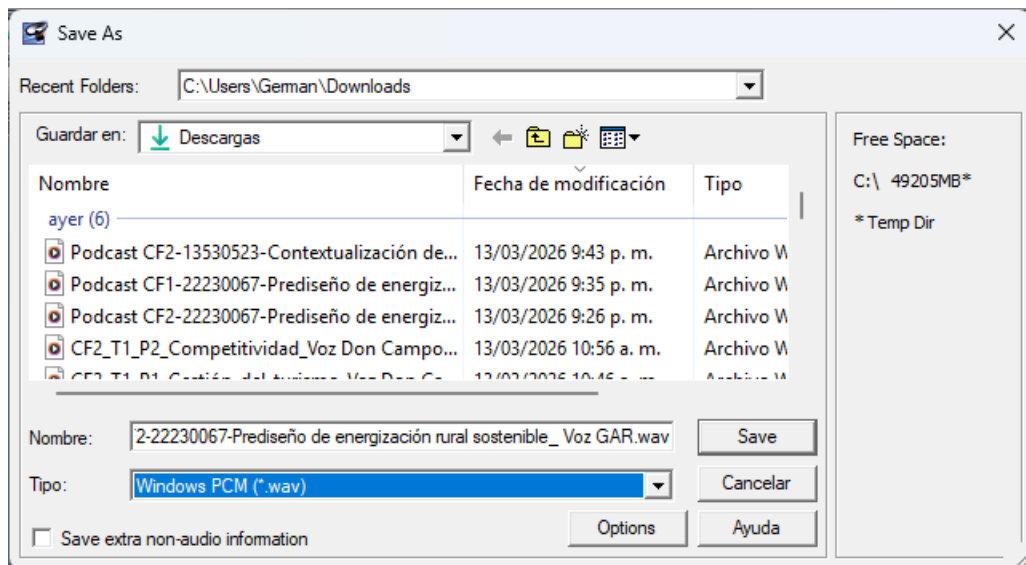 Save As
Recent Folders: C:\Users\German\Downloads
Guardar en: Descargas
Free Space:
C:\ 49205MB*
* Temp Dir
Nombre Fecha de modificación Tipo
ayer (6)
Podcast CF2-13530523-Contextualización de... 13/03/2026 9:43 p. m. Archivo W
Podcast CF1-22230067-Prediseño de energiz... 13/03/2026 9:35 p. m. Archivo W
Podcast CF2-22230067-Prediseño de energiz... 13/03/2026 9:26 p. m. Archivo W
CF2_T1_P2_Competitividad_Voz Don Campo... 13/03/2026 10:56 a. m. Archivo W
Nombre: 2-22230067-Prediseño de energización rural sostenible_ Voz GAR.wav Save
Tipo: Windows PCM (*.wav) Cancelar
Save extra non-audio information Options Ayuda